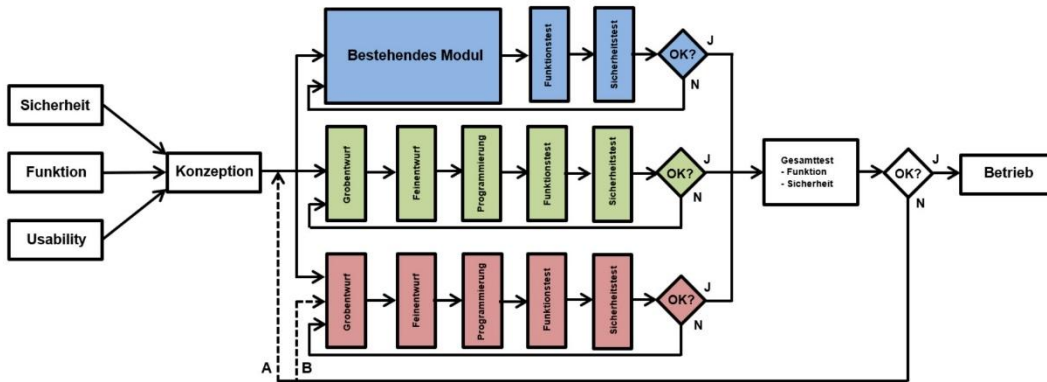 Sicherheit
Funktion
Usability
Konzeption
Bestehendes Modul
Funktionstest
Sicherheitstest
OK?
J
N
Grobentwurf
Feinentwurf
Programmierung
Funktionstest
Sicherheitstest
OK?
J
N
Grobentwurf
Feinentwurf
Programmierung
Funktionstest
Sicherheitstest
OK?
J
N
A
B
Gesamttest
- Funktion
- Sicherheit
OK?
J
N
Betrieb